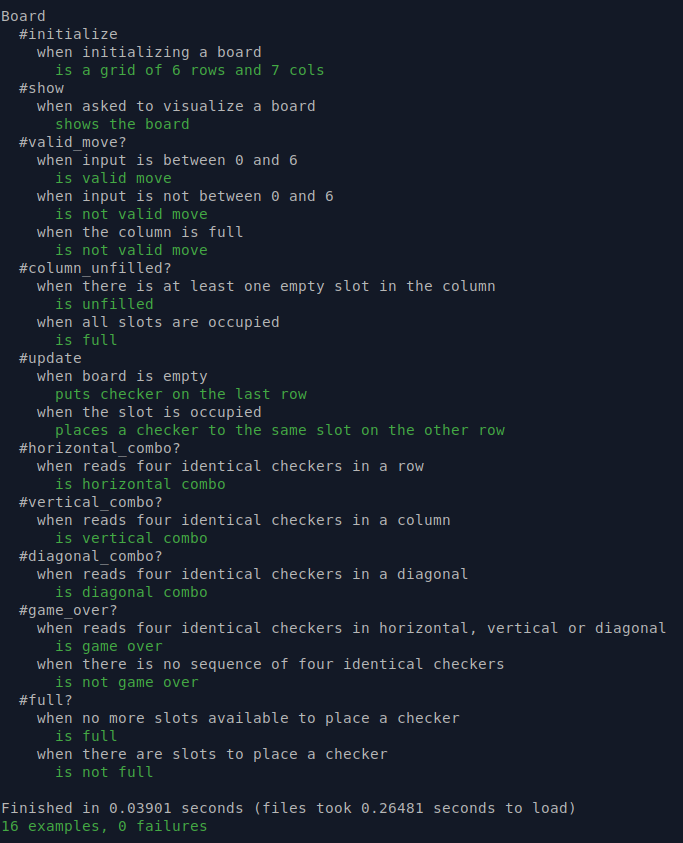 Board
  #initialize
    when initializing a board
      is a grid of 6 rows and 7 cols
  #show
    when asked to visualize a board
      shows the board
  #valid_move?
    when input is between 0 and 6
      is valid move
    when input is not between 0 and 6
      is not valid move
    when the column is full
      is not valid move
  #column_unfilled?
    when there is at least one empty slot in the column
      is unfilled
    when all slots are occupied
      is full
  #update
    when board is empty
      puts checker on the last row
    when the slot is occupied
      places a checker to the same slot on the other row
  #horizontal_combo?
    when reads four identical checkers in a row
      is horizontal combo
  #vertical_combo?
    when reads four identical checkers in a column
      is vertical combo
  #diagonal_combo?
    when reads four identical checkers in a diagonal
      is diagonal combo
  #game_over?
    when reads four identical checkers in horizontal, vertical or diagonal
      is game over
    when there is no sequence of four identical checkers
      is not game over
  #full?
    when no more slots available to place a checker
      is full
    when there are slots to place a checker
      is not full

Finished in 0.03901 seconds (files took 0.26481 seconds to load)
16 examples, 0 failures